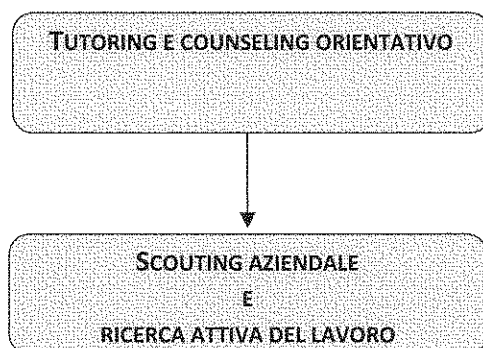 TUTORING E COUNSELING ORIENTATIVO
SCOUTING AZIENDALE
E
RICERCA ATTIVA DEL LAVORO